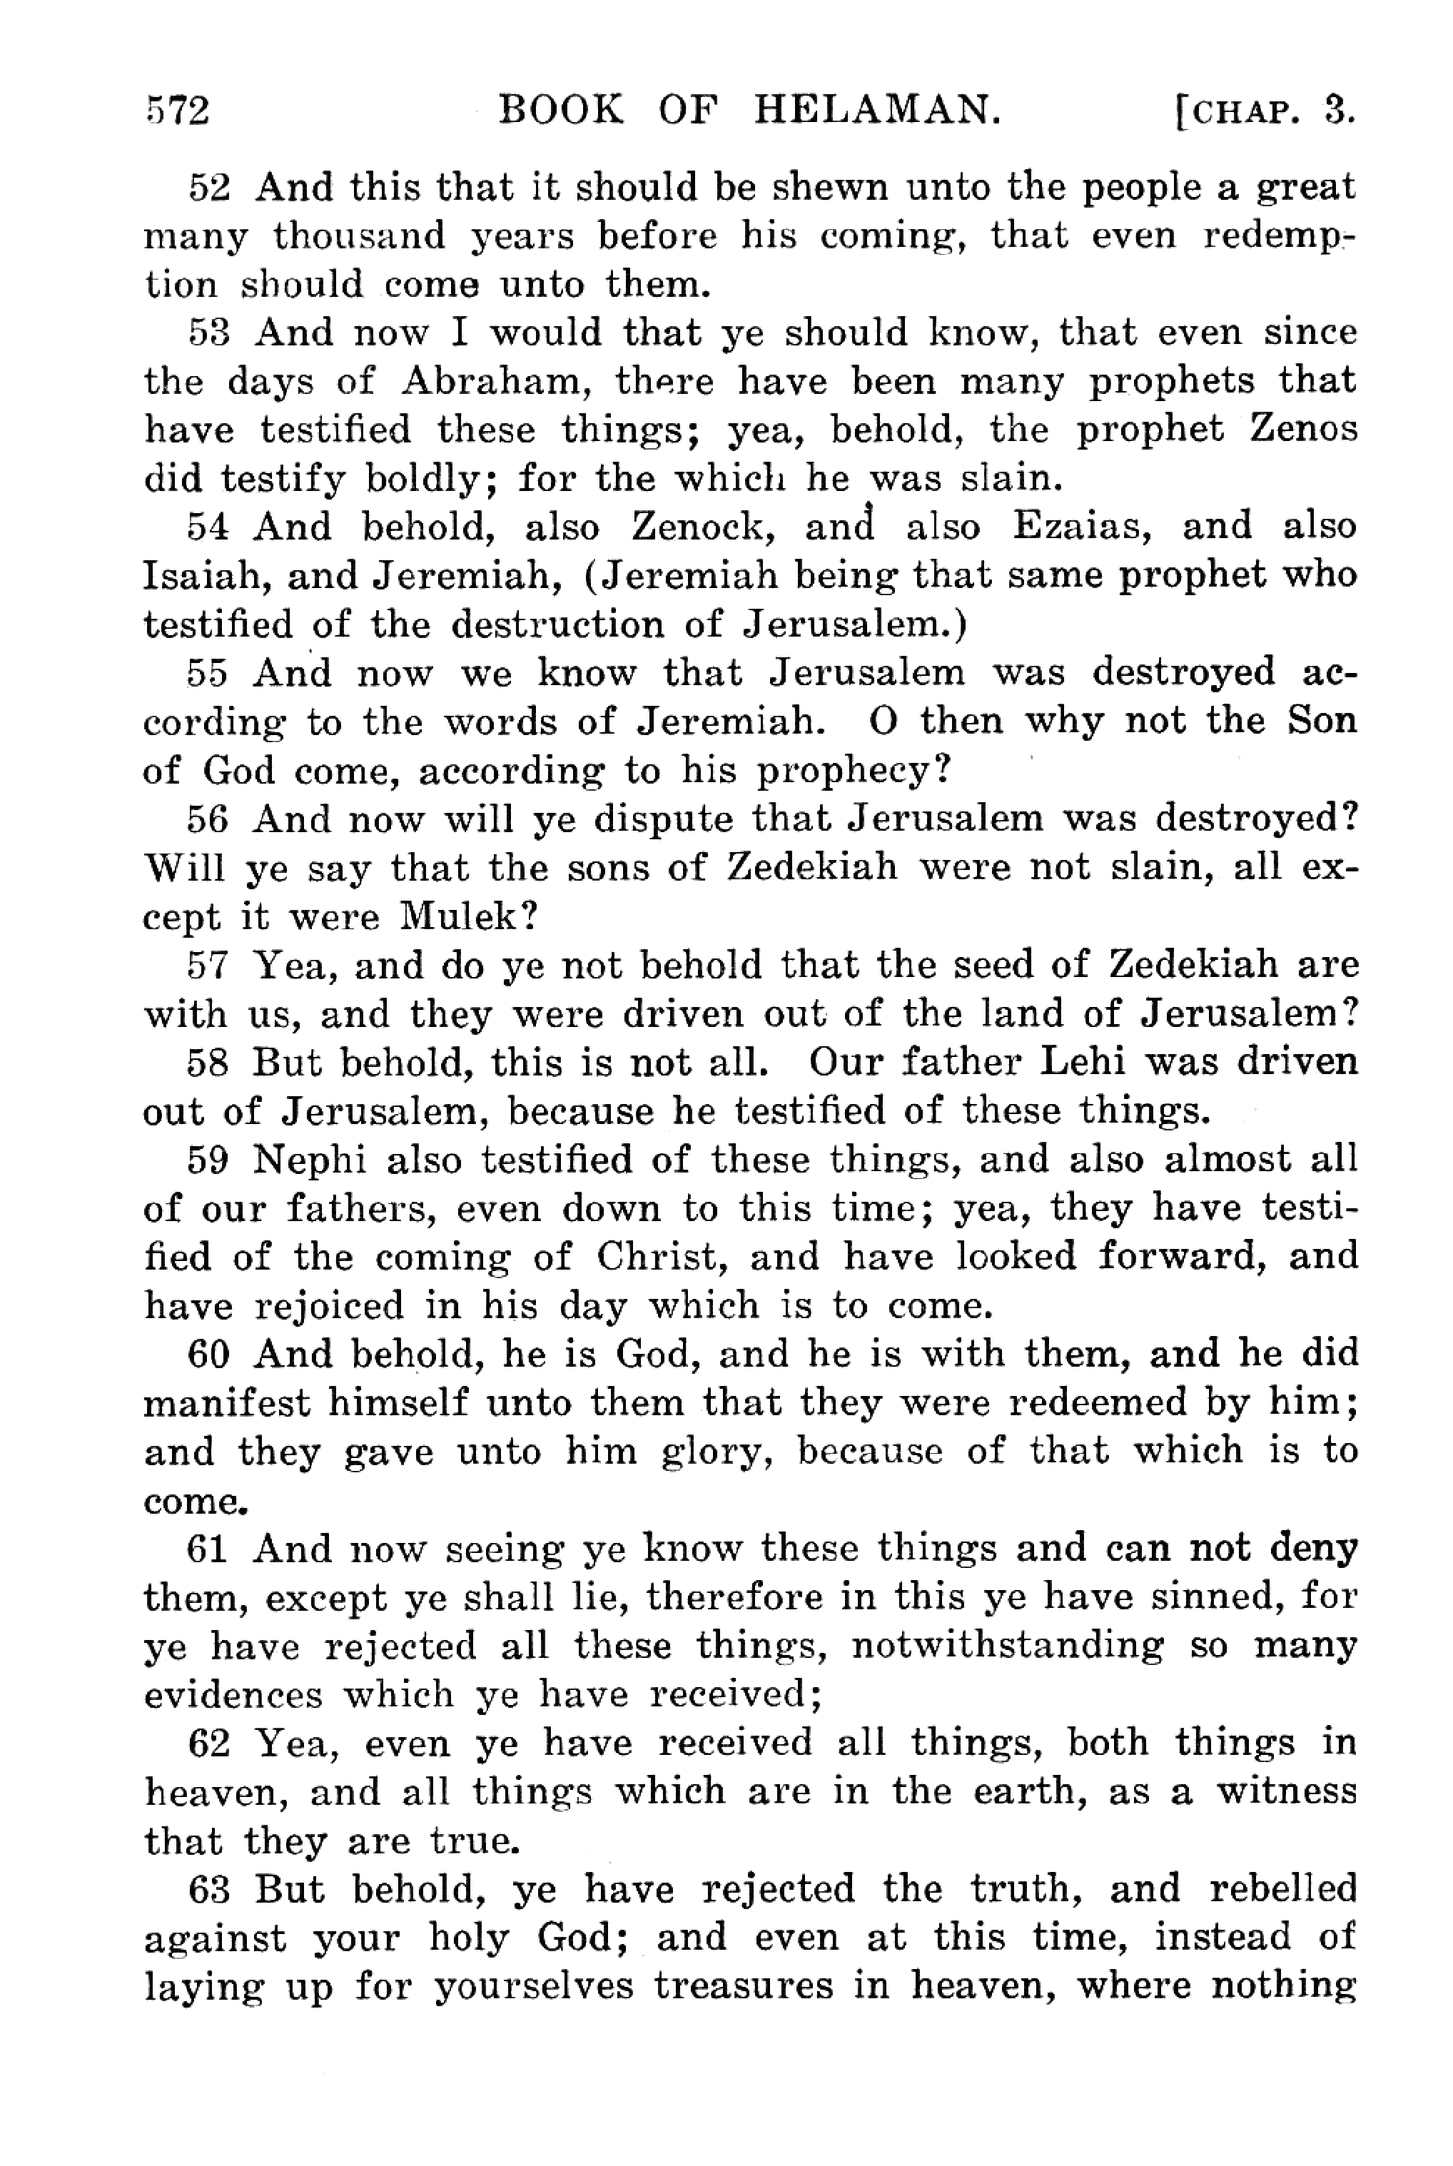 572 BOOK OF HELAMAN. [CHAP. 3.
52 And this that it should be shewn unto the people a great
many thousand years before his coming, that even redemp-
tion should come unto them.
53 And now I would that ye should know, that even since
the days of Abraham, there have been many prophets that
have testified these things; yea, behold, the prophet Zenos
did testify boldly; for the which he was slain.
54 And behold, also Zenock, and also Ezaias, and also
Isaiah, and Jeremiah, (Jeremiah being that same prophet who
testified of the destruction of Jerusalem.)
55 And now we know that Jerusalem was destroyed ac-
cording to the words of Jeremiah. O then why not the Son
of God come, according to his prophecy?
56 And now will ye dispute that Jerusalem was destroyed?
Will ye say that the sons of Zedekiah were not slain, all ex-
cept it were Mulek?
57 Yea, and do ye not behold that the seed of Zedekiah are
with us, and they were driven out of the land of Jerusalem?
58 But behold, this is not all. Our father Lehi was driven
out of Jerusalem, because he testified of these things.
59 Nephi also testified of these things, and also almost all
of our fathers, even down to this time; yea, they have testi-
fied of the coming of Christ, and have looked forward, and
have rejoiced in his day which is to come.
60 And behold, he is God, and he is with them, and he did
manifest himself unto them that they were redeemed by him;
and they gave unto him glory, because of that which is to
come.
61 And now seeing ye know these things and can not deny
them, except ye shall lie, therefore in this ye have sinned, for
ye have rejected all these things, notwithstanding so many
evidences which ye have received;
62 Yea, even ye have received all things, both things in
heaven, and all things which are in the earth, as a witness
that they are true.
63 But behold, ye have rejected the truth, and rebelled
against your holy God; and even at this time, instead of
laying up for yourselves treasures in heaven, where nothing